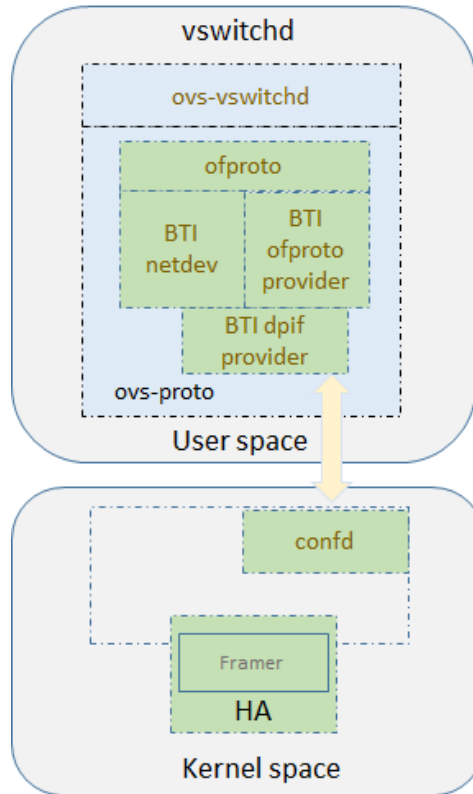 vswitchd
ovs-vswitchd
ofproto
BTI
netdev
BTI
ofproto
provider
BTI dpif
provider
ovs-proto
User space
confd
Framer
HA
Kernel space